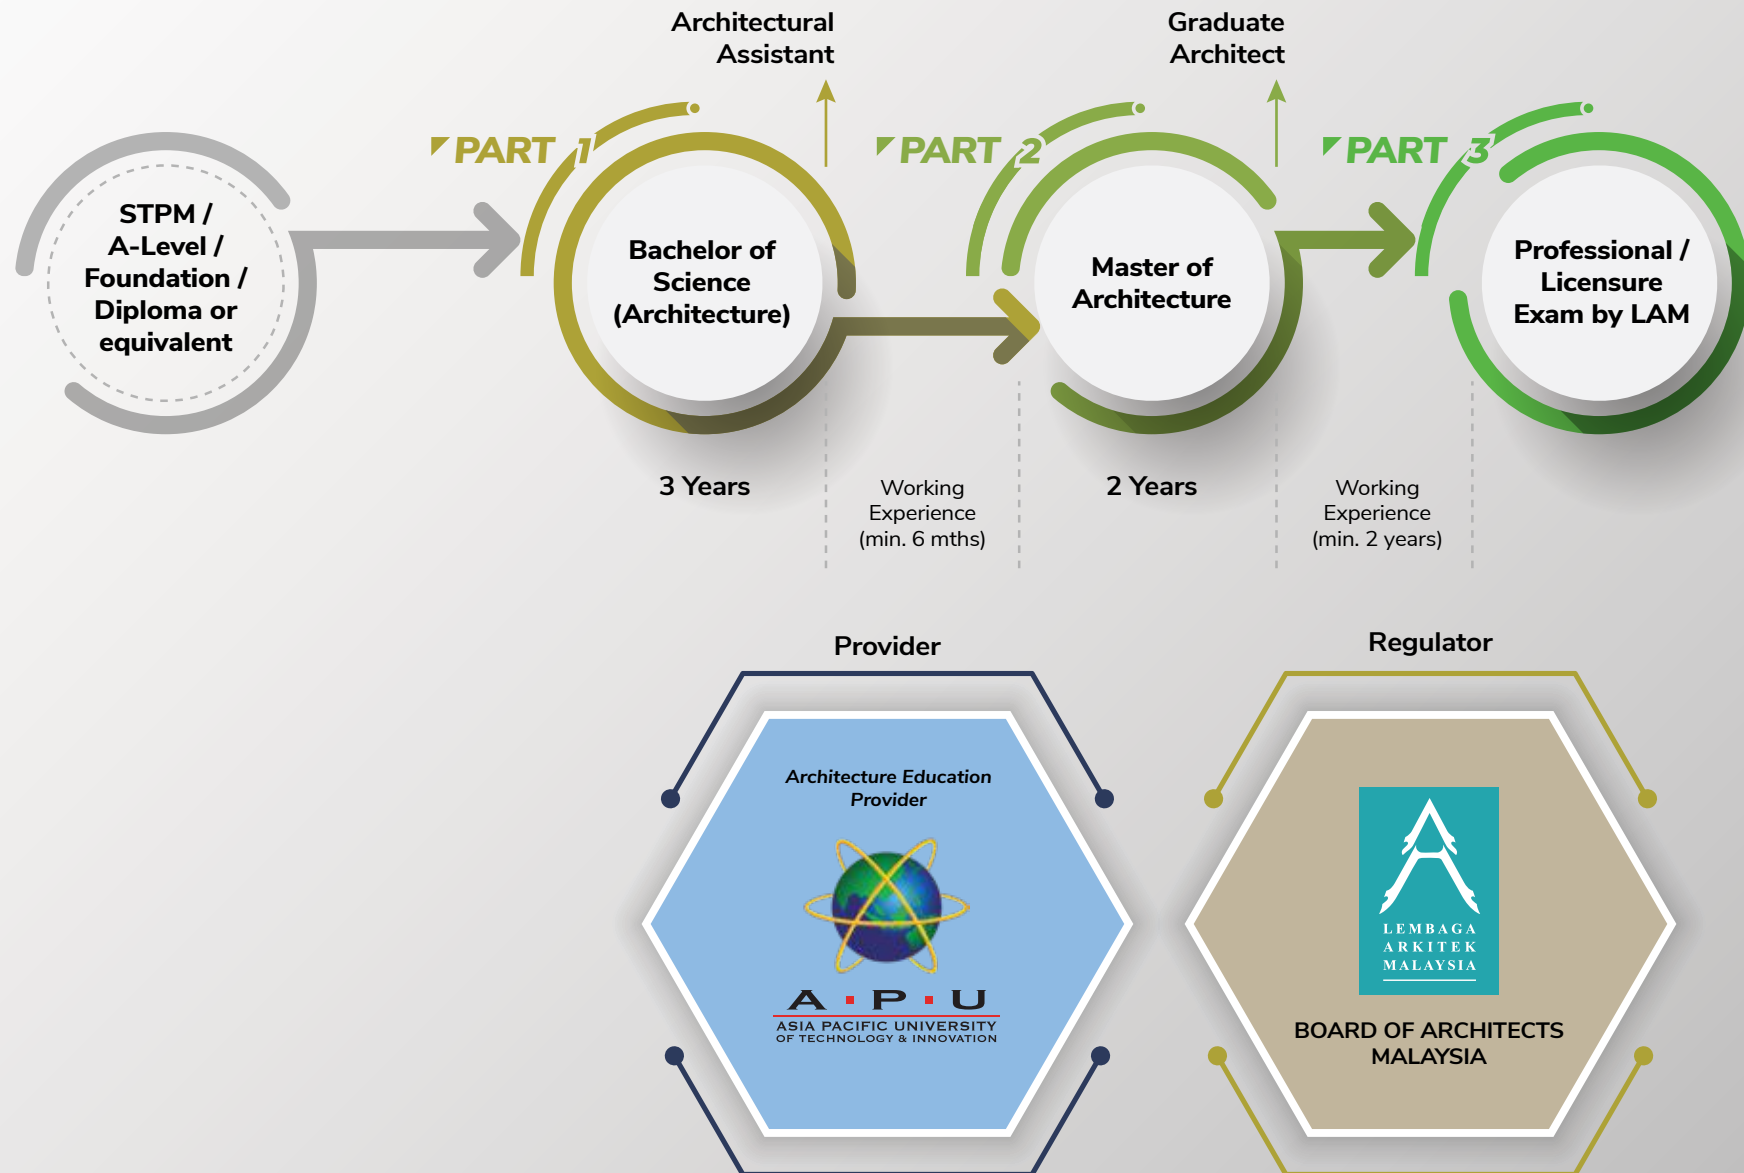 Architectural
Assistant
Graduate
Architect
PART 1
PART 2
PART 3
STPM /
A-Level /
Foundation /
Diploma or
equivalent
Bachelor of
Science
(Architecture)
Master of
Architecture
Professional /
Licensure
Exam by LAM
3 Years
Working
Experience
(min. 6 mths)
2 Years
Working
Experience
(min. 2 years)
Provider
Architecture Education
Provider
A·P·U
ASIA PACIFIC UNIVERSITY
OF TECHNOLOGY & INNOVATION
Regulator
LEMBAGA
ARKITEK
MALAYSIA
BOARD OF ARCHITECTS
MALAYSIA